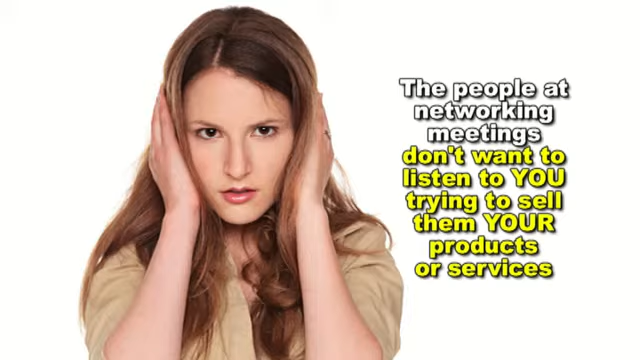 The people at
networking
meetings
don't want to
listen to YOU
trying to sell
them YOUR
products
or services